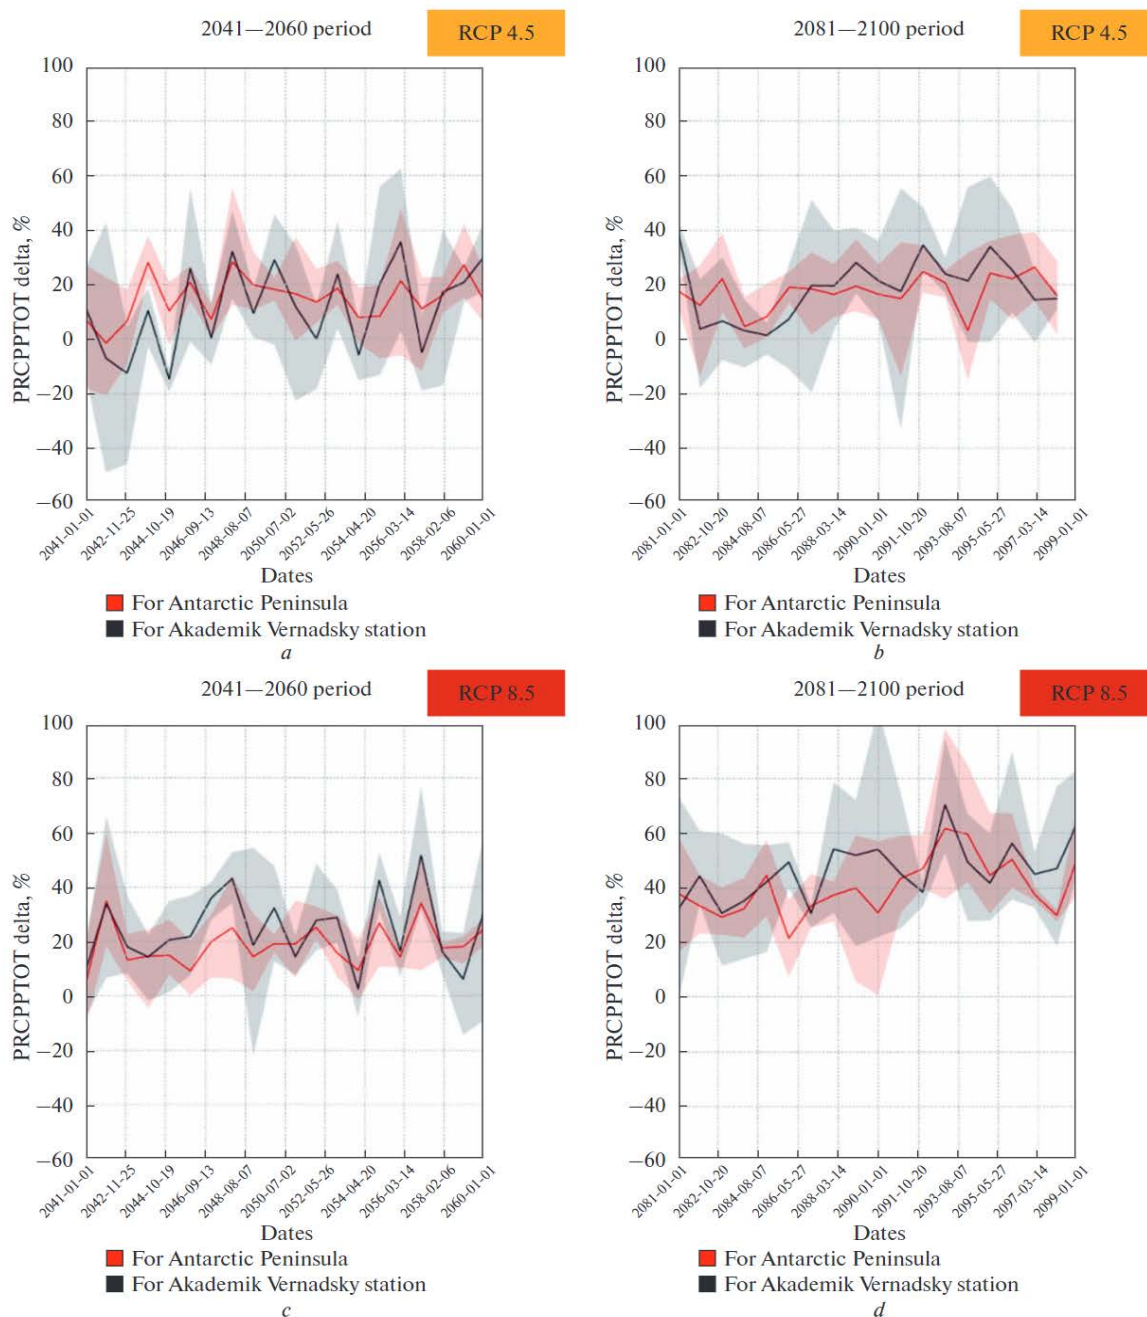 2041—2060 period
RCP 4.5
PRCPPTOT delta, %
100
80
60
40
20
0
—20
—40
—60
2041-01-01
2042-11-25
2044-10-19
2046-09-13
2048-08-07
2050-07-02
2052-05-26
2054-04-20
2056-03-14
2058-02-06
2060-01-01
Dates
For Antarctic Peninsula
For Akademik Vernadsky station
a
2081—2100 period
RCP 4.5
PRCPPTOT delta, %
100
80
60
40
20
0
—20
—40
—60
2081-01-01
2082-10-20
2084-08-07
2086-05-27
2088-03-14
2090-01-01
2091-10-20
2093-08-07
2095-05-27
2097-03-14
2099-01-01
Dates
For Antarctic Peninsula
For Akademik Vernadsky station
b
2041—2060 period
RCP 8.5
PRCPPTOT delta, %
100
80
60
40
20
0
—20
—40
—60
2041-01-01
2042-11-25
2044-10-19
2046-09-13
2048-08-07
2050-07-02
2052-05-26
2054-04-20
2056-03-14
2058-02-06
2060-01-01
Dates
For Antarctic Peninsula
For Akademik Vernadsky station
c
2081—2100 period
RCP 8.5
PRCPPTOT delta, %
100
80
60
40
20
0
—20
—40
—60
2081-01-01
2082-10-20
2084-08-07
2086-05-27
2088-03-14
2090-01-01
2091-10-20
2093-08-07
2095-05-27
2097-03-14
2099-01-01
Dates
For Antarctic Peninsula
For Akademik Vernadsky station
d